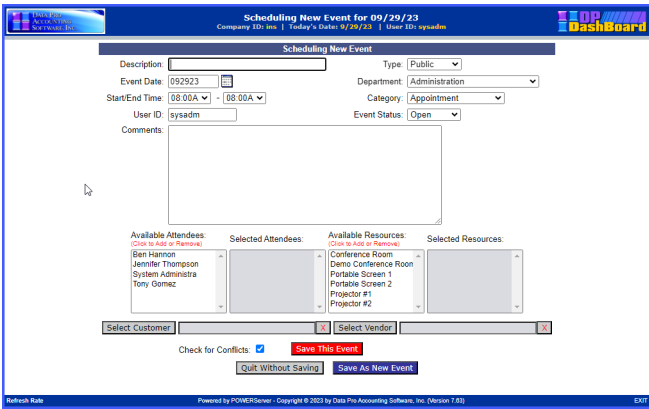 DATA PRO
ACCOUNTING
SOFTWARE, INC.
Scheduling New Event for 09/29/23
Company ID: ins | Today's Date: 9/29/23 | User ID: sysadm
DP
DashBoard
Scheduling New Event
Description: Type: Public
Event Date: 092923 Department: Administration
Start/End Time: 08:00A - 08:00A Category: Appointment
User ID: sysadm Event Status: Open
Comments:
Available Attendees: Selected Attendees: Available Resources: Selected Resources:
(Click to Add or Remove) (Click to Add or Remove)
Ben Hannon Conference Room
Jennifer Thompson Demo Conference Room
System Administra Portable Screen 1
Tony Gomez Portable Screen 2
Projector #1
Projector #2
Select Customer X Select Vendor X
Check for Conflicts: Save This Event
Quit Without Saving Save As New Event
Refresh Rate Powered by POWERServer - Copyright © 2023 by Data Pro Accounting Software, Inc. (Version 7.63) EXIT